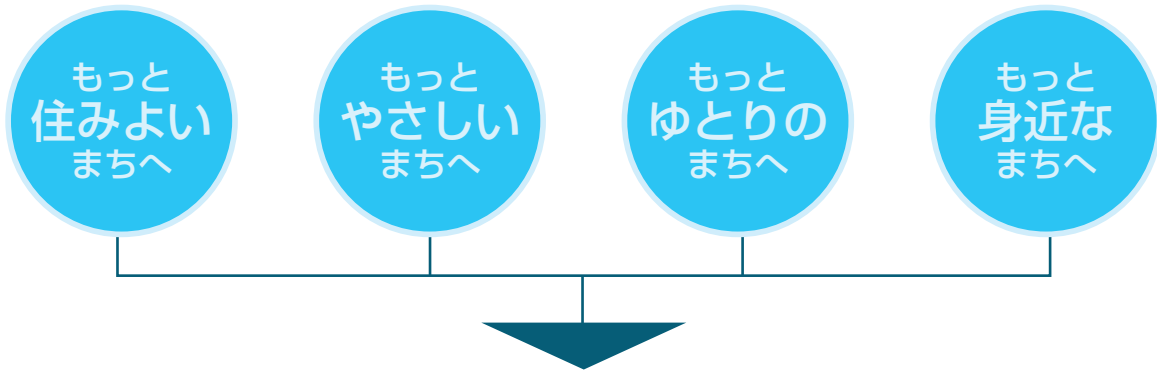 もっと
住みよい
まちへ
もっと
やさしい
まちへ
もっと
ゆとりの
まちへ
もっと
身近な
まちへ